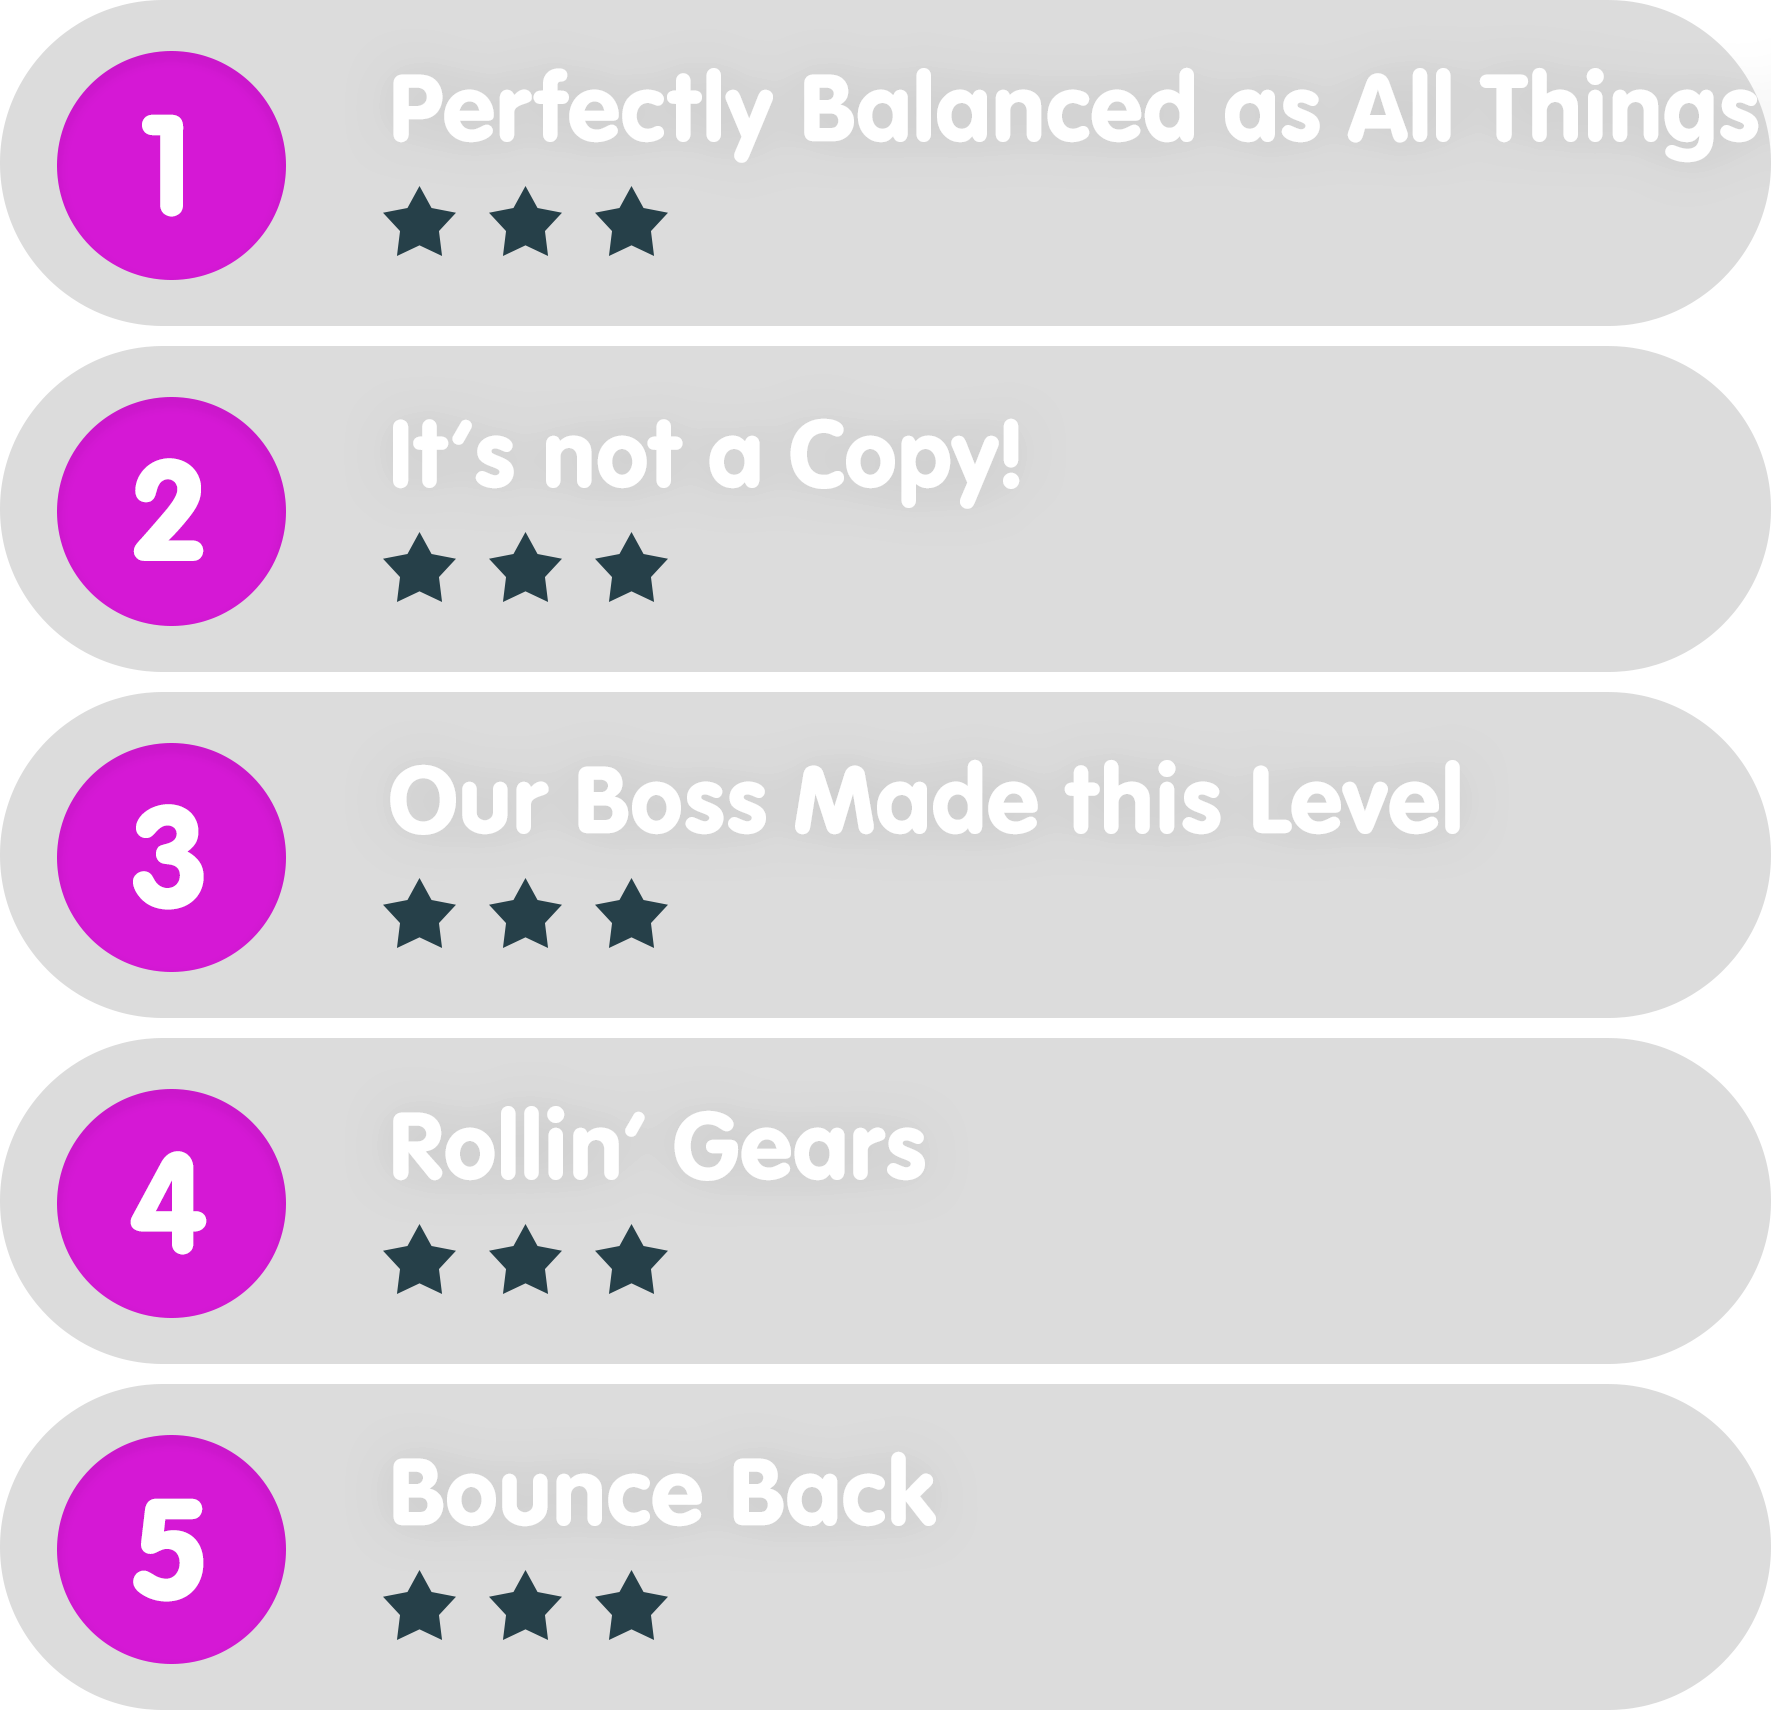 1
Perfectly Balanced as All Things
2
It's not a Copy!
3
Our Boss Made this Level
4
Rollin' Gears
5
Bounce Back